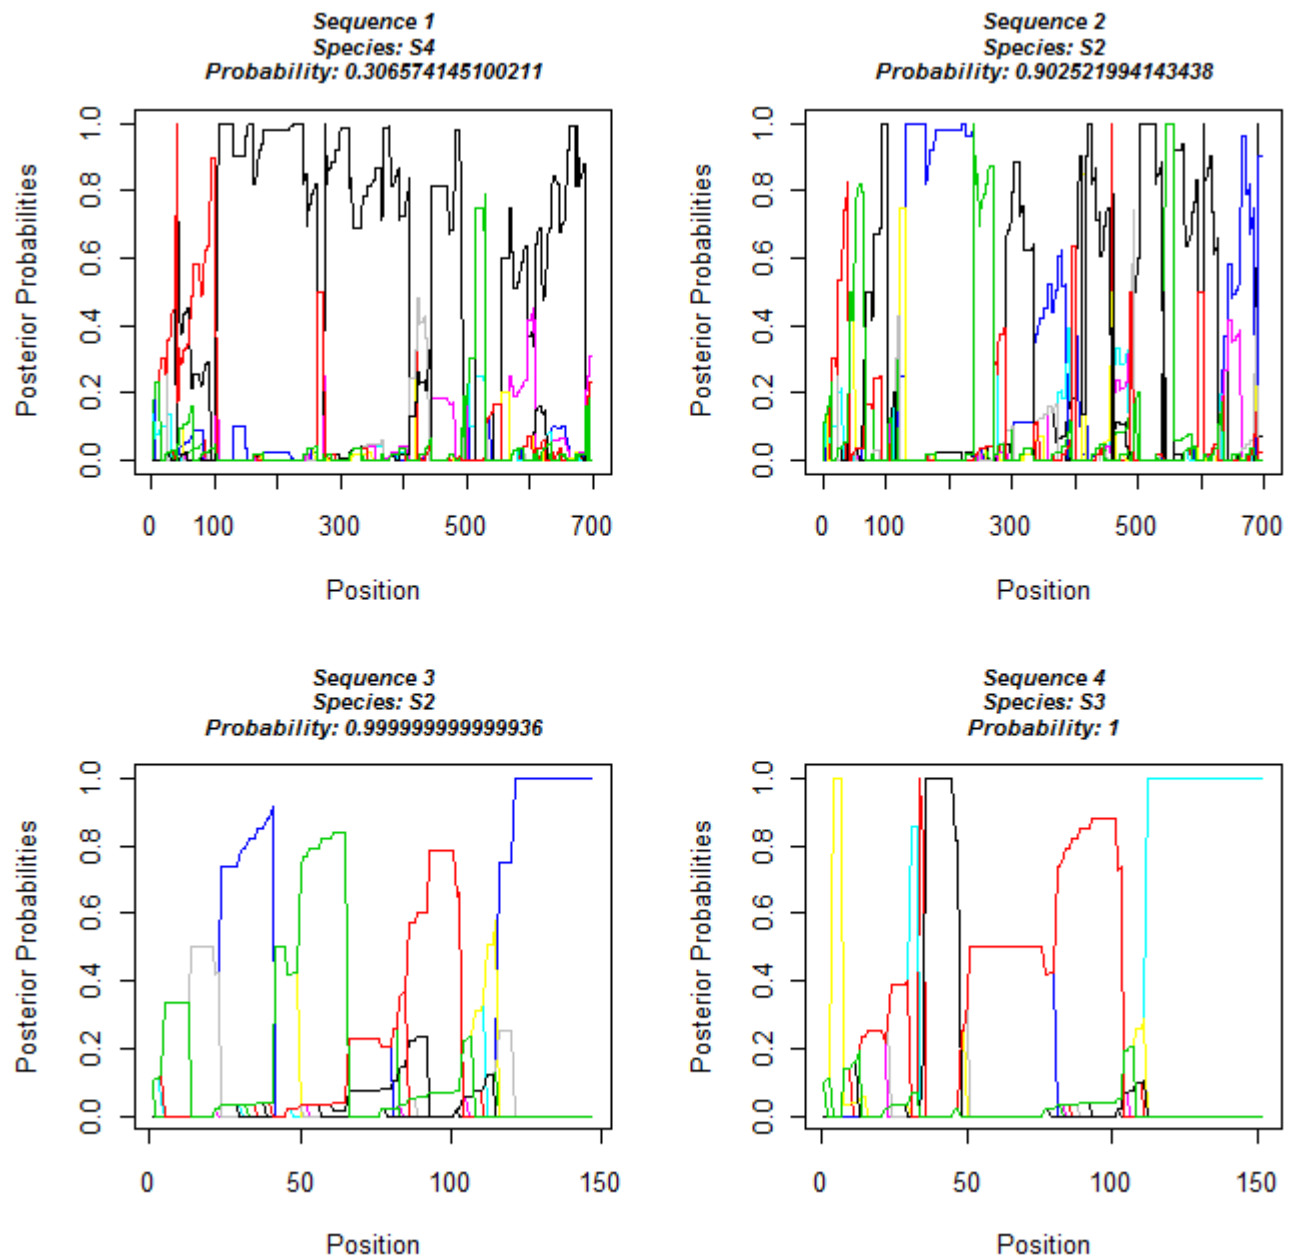 Sequence 1
Species: S4
Probability: 0.306574145100211
Posterior Probabilities
0.0 0.2 0.4 0.6 0.8 1.0
0 100 300 500 700
Position
Sequence 2
Species: S2
Probability: 0.902521994143438
Posterior Probabilities
0.0 0.2 0.4 0.6 0.8 1.0
0 100 300 500 700
Position
Sequence 3
Species: S2
Probability: 0.999999999999936
Posterior Probabilities
0.0 0.2 0.4 0.6 0.8 1.0
0 50 100 150
Position
Sequence 4
Species: S3
Probability: 1
Posterior Probabilities
0.0 0.2 0.4 0.6 0.8 1.0
0 50 100 150
Position